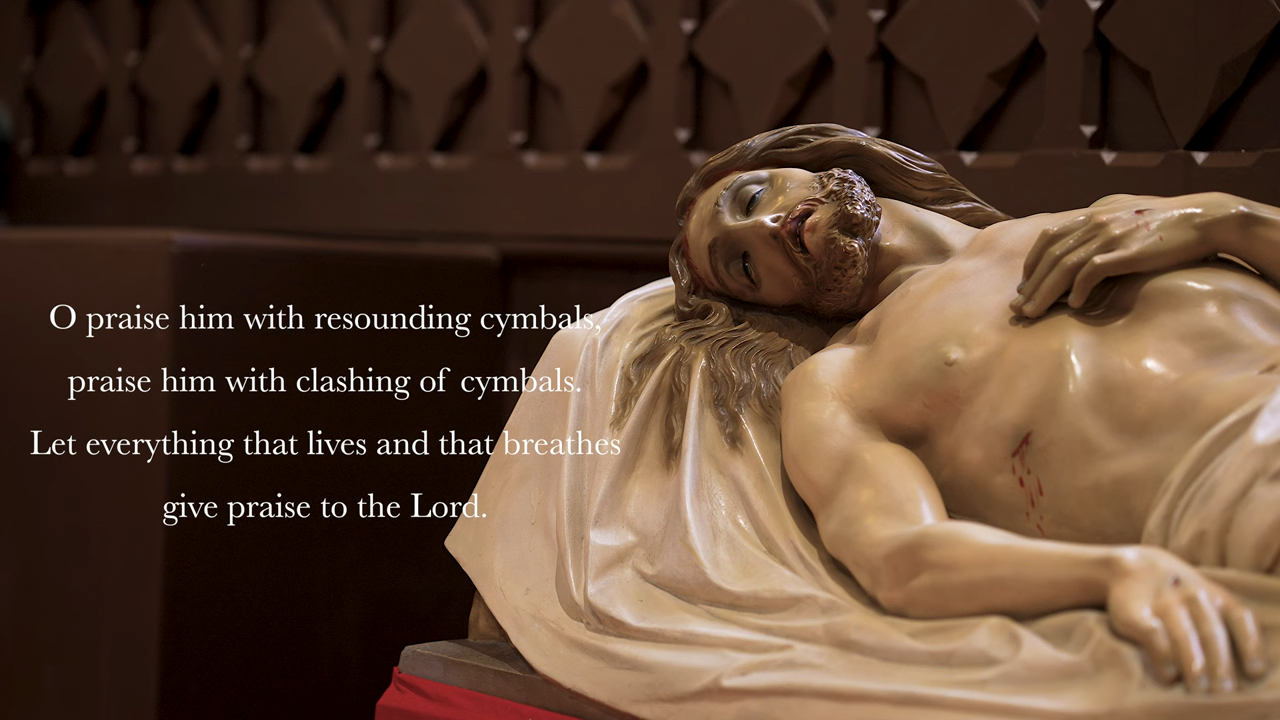 O praise him with resounding cymbals,
praise him with clashing of cymbals.
Let everything that lives and that breathes
give praise to the Lord.